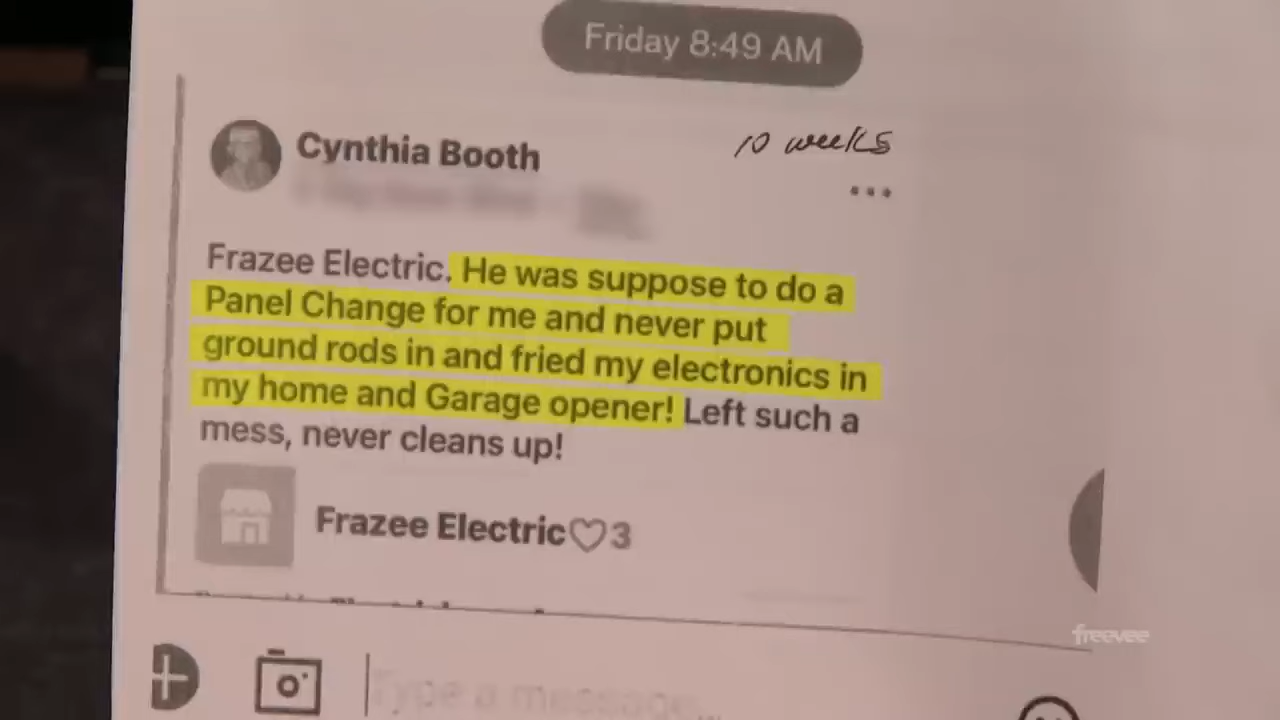 Friday 8:49 AM
10 weeks
Cynthia Booth
Frazee Electric. He was suppose to do a
Panel Change for me and never put
ground rods in and fried my electronics in
my home and Garage opener! Left such a
mess, never cleans up!
Frazee Electric♡3
Type a message...
freevee